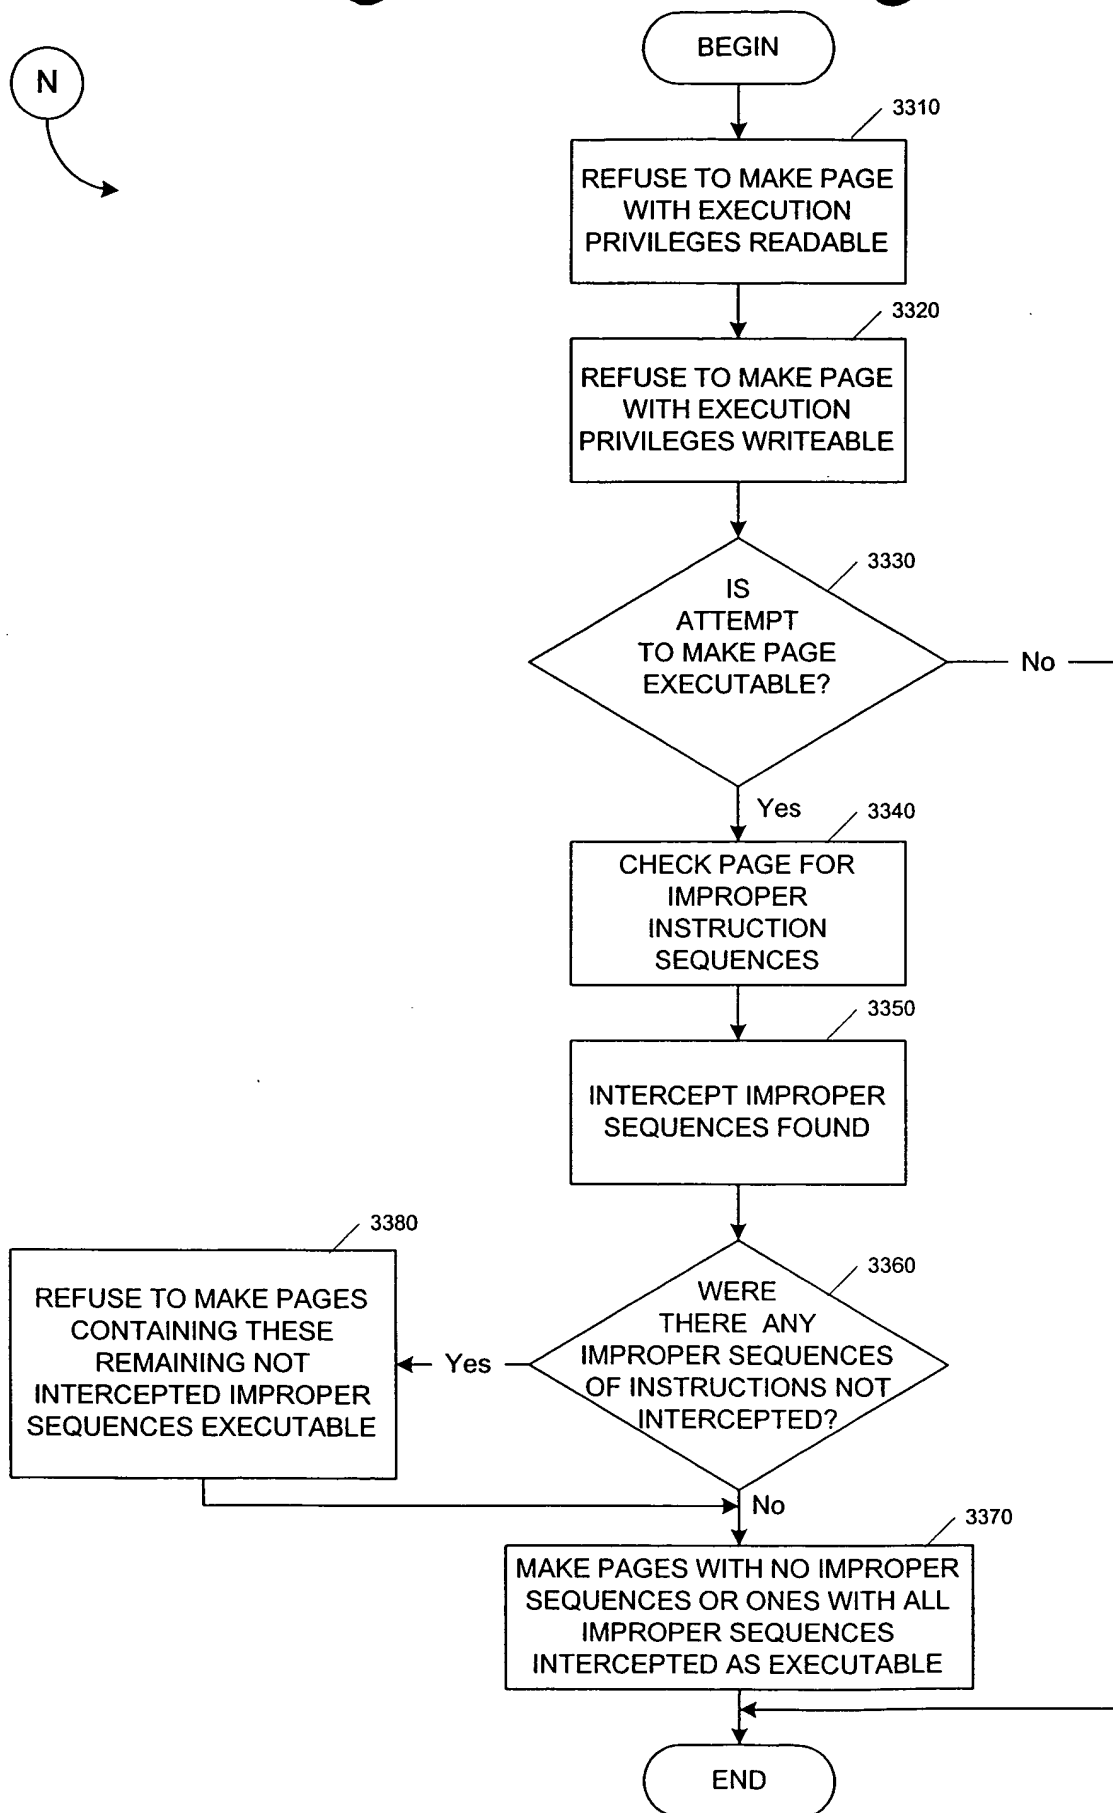 BEGIN
N
3310
REFUSE TO MAKE PAGE
WITH EXECUTION
PRIVILEGES READABLE
3320
REFUSE TO MAKE PAGE
WITH EXECUTION
PRIVILEGES WRITEABLE
3330
IS
ATTEMPT
TO MAKE PAGE
EXECUTABLE?
No
Yes
3340
CHECK PAGE FOR
IMPROPER
INSTRUCTION
SEQUENCES
3350
INTERCEPT IMPROPER
SEQUENCES FOUND
3360
WERE
THERE ANY
IMPROPER SEQUENCES
OF INSTRUCTIONS NOT
INTERCEPTED?
Yes
3380
REFUSE TO MAKE PAGES
CONTAINING THESE
REMAINING NOT
INTERCEPTED IMPROPER
SEQUENCES EXECUTABLE
No
3370
MAKE PAGES WITH NO IMPROPER
SEQUENCES OR ONES WITH ALL
IMPROPER SEQUENCES
INTERCEPTED AS EXECUTABLE
END